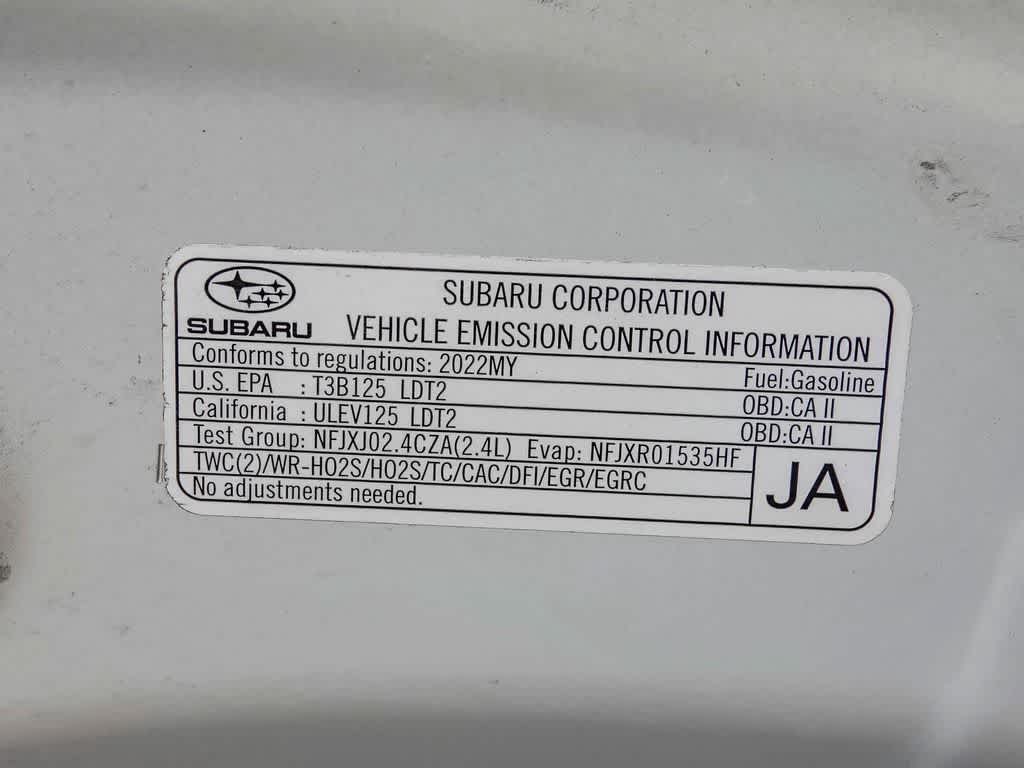 SUBARU
SUBARU CORPORATION
VEHICLE EMISSION CONTROL INFORMATION
Conforms to regulations: 2022MY
Fuel:Gasoline
U.S. EPA : T3B125 LDT2
OBD:CA II
California : ULEV125 LDT2
OBD:CA II
Test Group: NFJXJ02.4CZA(2.4L) Evap: NFJXR01535HF
TWC(2)/WR-HO2S/HO2S/TC/CAC/DFI/EGR/EGRC
No adjustments needed.
JA